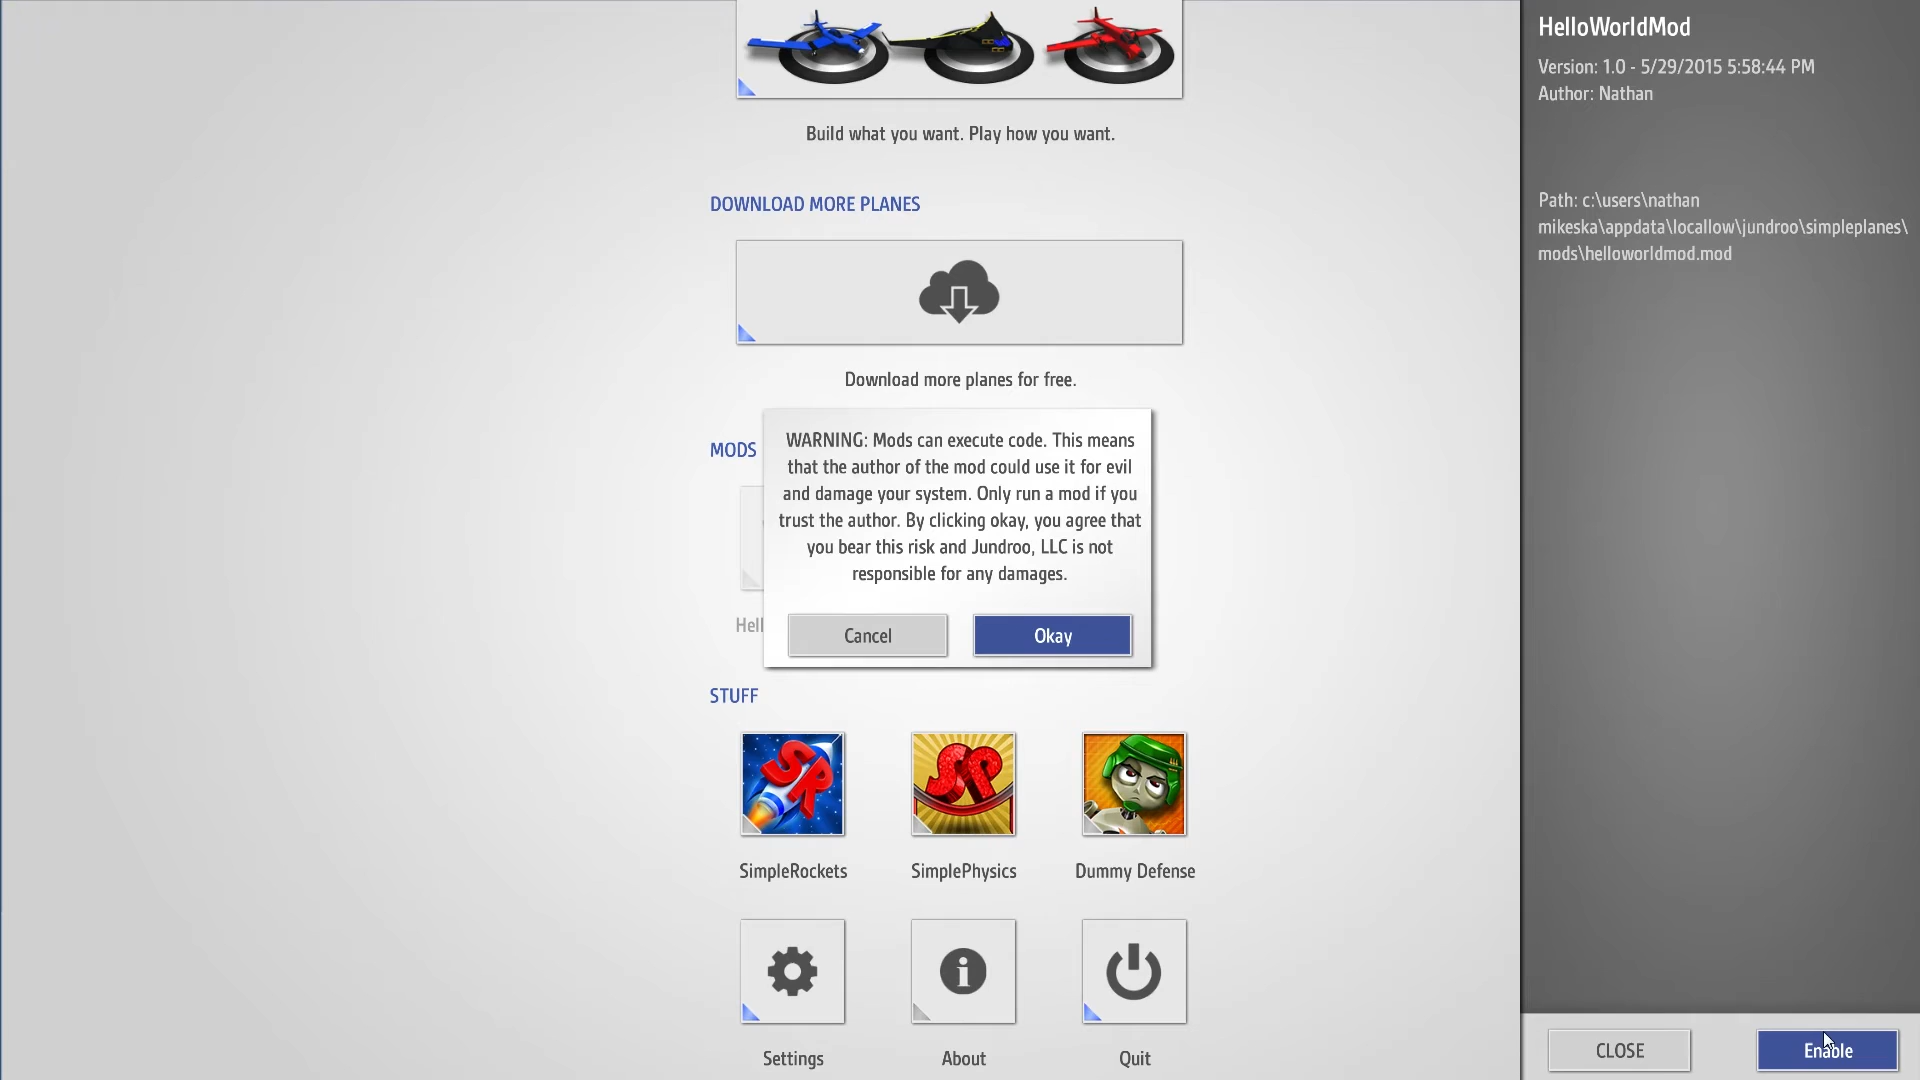 Build what you want. Play how you want.
DOWNLOAD MORE PLANES
Download more planes for free.
MODS
Hell
WARNING: Mods can execute code. This means
that the author of the mod could use it for evil
and damage your system. Only run a mod if you
trust the author. By clicking okay, you agree that
you bear this risk and Jundroo, LLC is not
responsible for any damages.
Cancel
Okay
STUFF
SR
SP
SimpleRockets
SimplePhysics
Dummy Defense
Settings
About
Quit
HelloWorldMod
Version: 1.0 - 5/29/2015 5:58:44 PM
Author: Nathan
Path: c:\users\nathan
mikeska\appdata\locallow\jundroo\simpleplanes\
mods\helloworldmod.mod
CLOSE
Enable